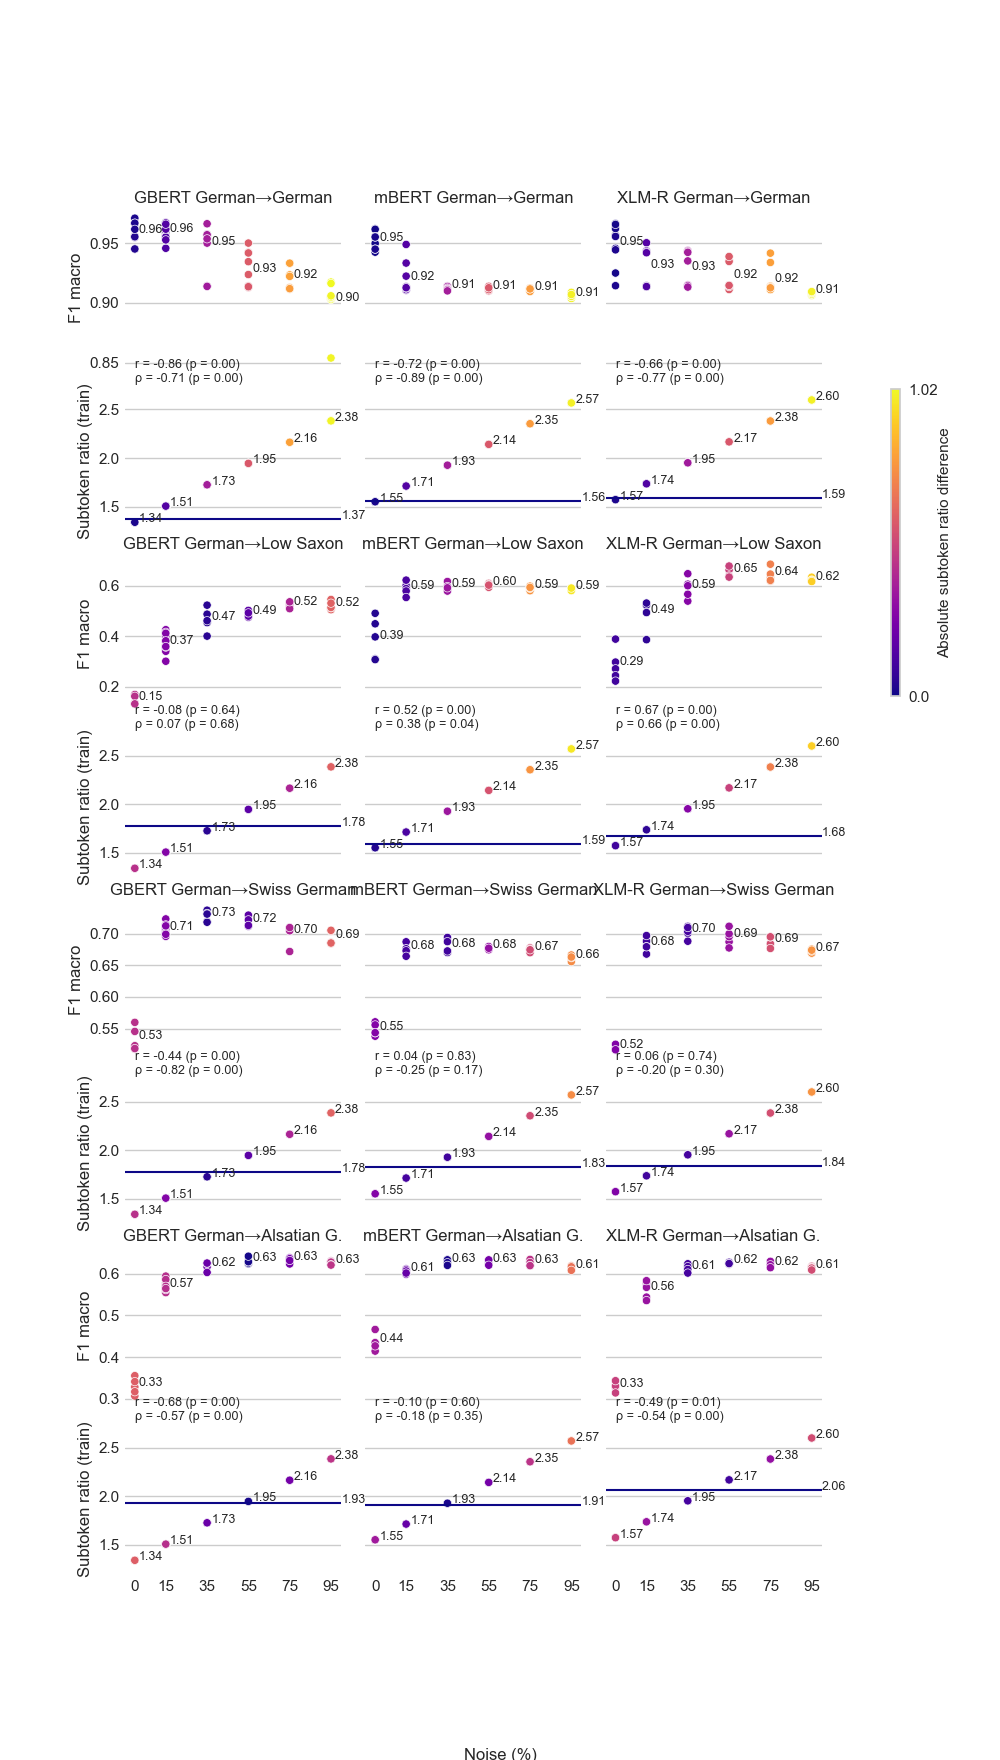 GBERT German→German mBERT German→German XLM-R German→German
F1 macro
0.95
0.90
0.85
0.96 0.96 0.95 0.93 0.92 0.90
0.95 0.92 0.91 0.91 0.91 0.91
0.95 0.93 0.93 0.92 0.92 0.91
r = -0.86 (p = 0.00)
ρ = -0.71 (p = 0.00)
r = -0.72 (p = 0.00)
ρ = -0.89 (p = 0.00)
r = -0.66 (p = 0.00)
ρ = -0.77 (p = 0.00)
Subtoken ratio (train)
2.5
2.0
1.5
1.34 1.51 1.73 1.95 2.16 2.38 1.37
1.55 1.71 1.93 2.14 2.35 2.57 1.56
1.57 1.74 1.95 2.17 2.38 2.60 1.59
GBERT German→Low Saxon mBERT German→Low Saxon XLM-R German→Low Saxon
F1 macro
0.6
0.4
0.2
0.15 0.37 0.47 0.49 0.52 0.52
0.39 0.59 0.59 0.60 0.59 0.59
0.29 0.49 0.59 0.65 0.64 0.62
r = -0.08 (p = 0.64)
ρ = 0.07 (p = 0.68)
r = 0.52 (p = 0.00)
ρ = 0.38 (p = 0.04)
r = 0.67 (p = 0.00)
ρ = 0.66 (p = 0.00)
Subtoken ratio (train)
2.5
2.0
1.5
1.34 1.51 1.73 1.95 2.16 2.38 1.78
1.55 1.71 1.93 2.14 2.35 2.57 1.59
1.57 1.74 1.95 2.17 2.38 2.60 1.68
GBERT German→Swiss German mBERT German→Swiss German XLM-R German→Swiss German
F1 macro
0.70
0.65
0.60
0.55
0.53 0.71 0.73 0.72 0.70 0.69
0.55 0.68 0.68 0.68 0.67 0.66
0.52 0.68 0.70 0.69 0.69 0.67
r = -0.44 (p = 0.00)
ρ = -0.82 (p = 0.00)
r = 0.04 (p = 0.83)
ρ = -0.25 (p = 0.17)
r = 0.06 (p = 0.74)
ρ = -0.20 (p = 0.30)
Subtoken ratio (train)
2.5
2.0
1.5
1.34 1.51 1.73 1.95 2.16 2.38 1.78
1.55 1.71 1.93 2.14 2.35 2.57 1.83
1.57 1.74 1.95 2.17 2.38 2.60 1.84
GBERT German→Alsatian G. mBERT German→Alsatian G. XLM-R German→Alsatian G.
F1 macro
0.6
0.5
0.4
0.3
0.33 0.57 0.62 0.63 0.63 0.63
0.44 0.61 0.63 0.63 0.63 0.61
0.33 0.56 0.61 0.62 0.62 0.61
r = -0.68 (p = 0.00)
ρ = -0.57 (p = 0.00)
r = -0.10 (p = 0.60)
ρ = -0.18 (p = 0.35)
r = -0.49 (p = 0.01)
ρ = -0.54 (p = 0.00)
Subtoken ratio (train)
2.5
2.0
1.5
1.34 1.51 1.73 1.95 2.16 2.38 1.93
1.55 1.71 1.93 2.14 2.35 2.57 1.91
1.57 1.74 1.95 2.17 2.38 2.60 2.06
0 15 35 55 75 95 0 15 35 55 75 95 0 15 35 55 75 95
Noise (%)
1.02
Absolute subtoken ratio difference
0.0